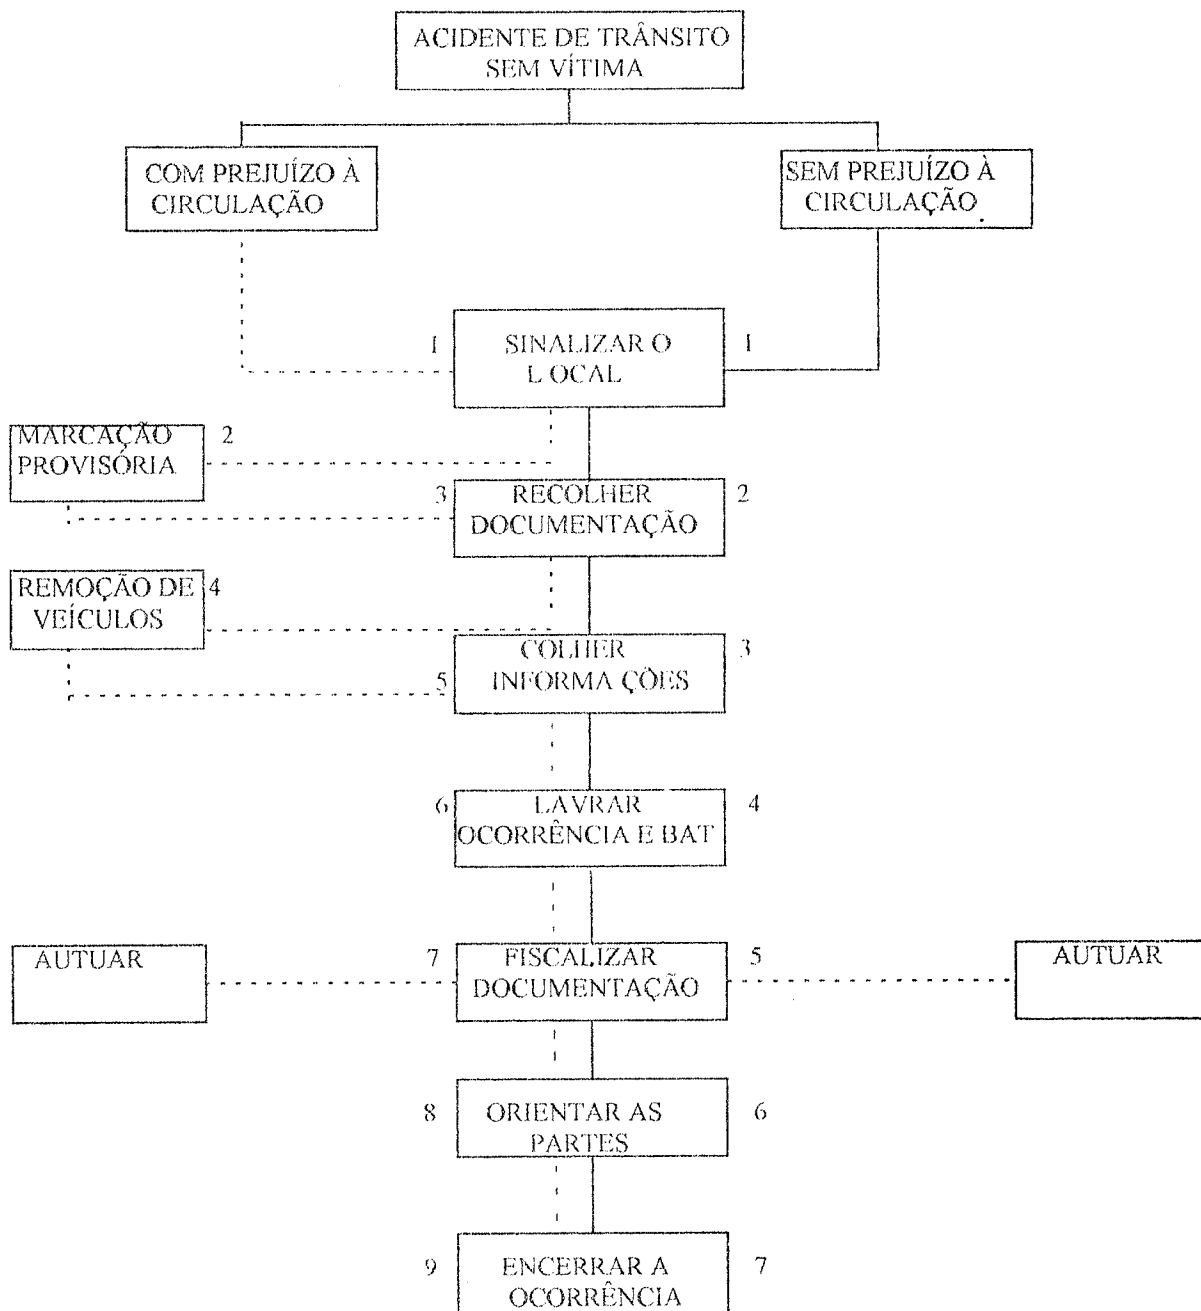 ACIDENTE DE TRÂNSITO
SEM VÍTIMA
COM PREJUÍZO À
CIRCULAÇÃO
SEM PREJUÍZO À
CIRCULAÇÃO
1
SINALIZAR O
L OCAL
1
MARCAÇÃO
PROVISÓRIA
2
3
RECOLHER
DOCUMENTAÇÃO
2
REMOÇÃO DE
VEÍCULOS
4
5
COLHER
INFORMA ÇÕES
3
6
LAVRAR
OCORRÊNCIA E BAT
4
AUTUAR
7
FISCALIZAR
DOCUMENTAÇÃO
5
AUTUAR
8
ORIENTAR AS
PARTES
6
9
ENCERRAR A
OCORRÊNCIA
7